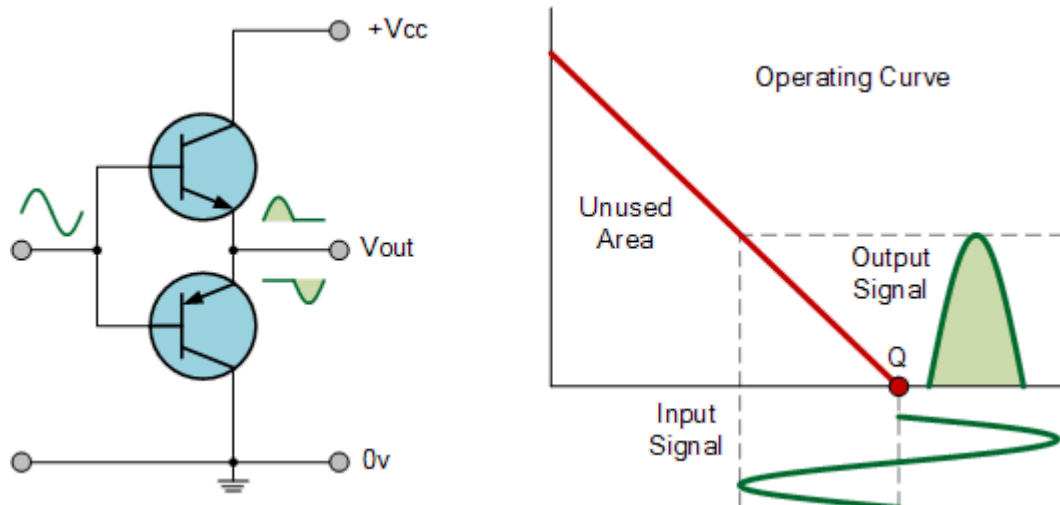 +Vcc
Vout
0v
Operating Curve
Unused
Area
Output
Signal
Q
Input
Signal